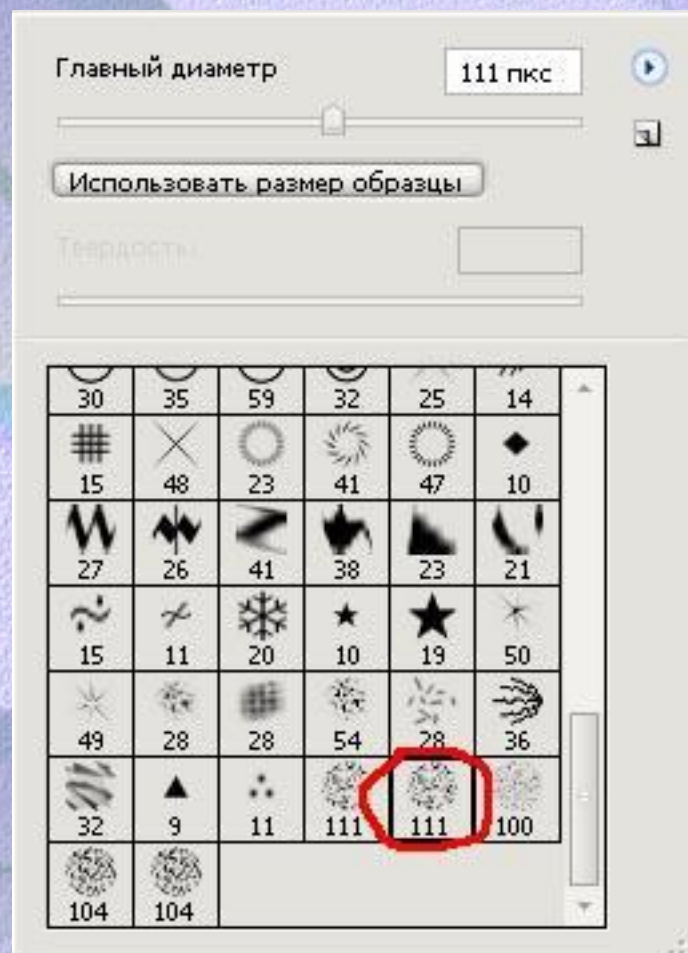 Главный диаметр 111 пкс
Использовать размер образцы
Твердость:
30 35 59 32 25 14
15 48 23 41 47 10
27 26 41 38 23 21
15 11 20 10 19 50
49 28 28 54 28 36
32 9 11 111 111 100
104 104